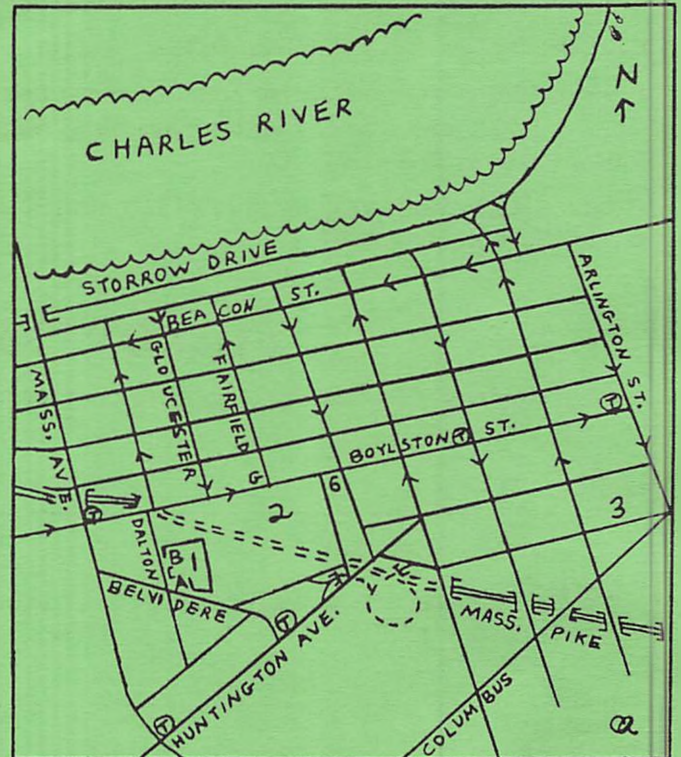 N
CHARLES RIVER
STORROW DRIVE
E
BEACON ST.
ARLINGTON ST.
MASS. AVE.
GLOUCESTER
FAIRFIELD
T
BOYLSTON T ST.
G
6
2
3
T
DALTON
B 1
A
BELVIDERE
T
MASS. PIKE
HUNTINGTON AVE.
T
COLUMBUS